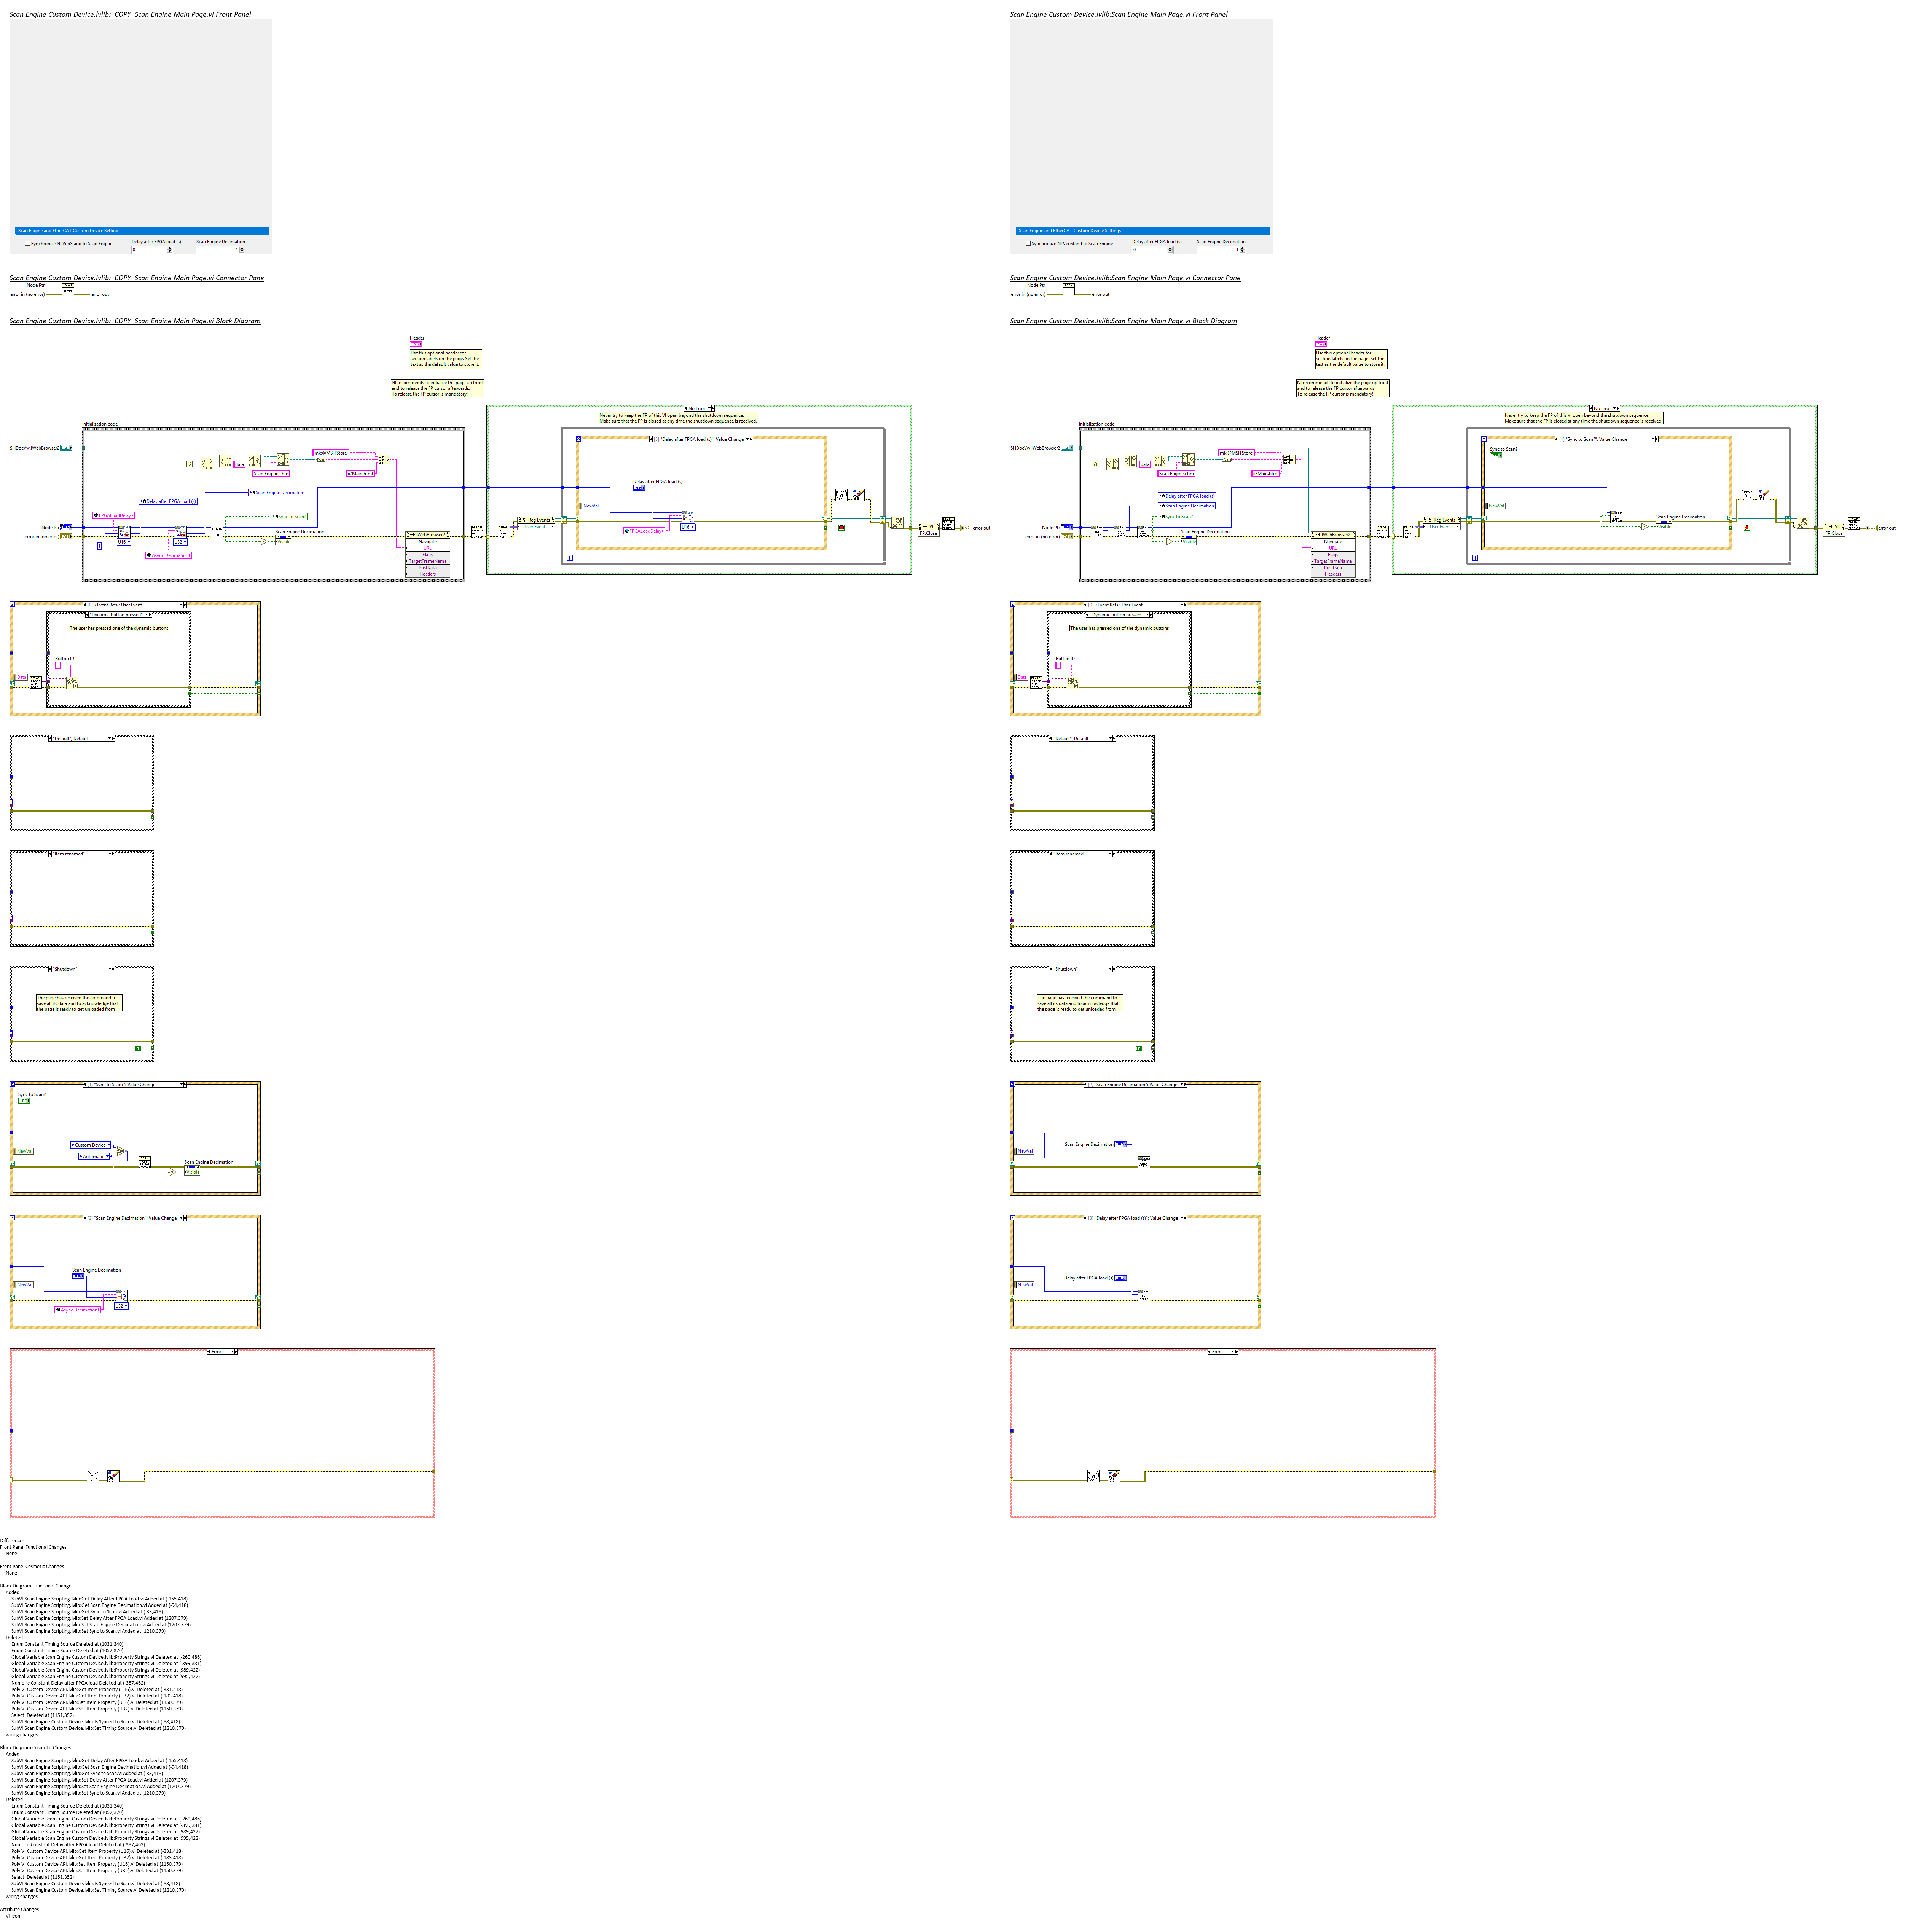 Scan Engine Custom Device.lvlib:_COPY_Scan Engine Main Page.vi Front Panel
Scan Engine and EtherCAT Custom Device Settings
Synchronize NI VeriStand to Scan Engine
Delay after FPGA load (s)
Scan Engine Decimation
0
1
Scan Engine Custom Device.lvlib:_COPY_Scan Engine Main Page.vi Connector Pane
Node Ptr
error in (no error)
error out
Scan Engine Custom Device.lvlib:_COPY_Scan Engine Main Page.vi Block Diagram
Header
Use this optional header for
section labels on the page. Set the
text as the default value to store it.
NI recommends to initialize the page up front
and to release the FP cursor afterwards.
To release the FP cursor is mandatory!
Initialization code
No Error
Never try to keep the FP of this VI open beyond the shutdown sequence.
Make sure that the FP is closed at any time the shutdown sequence is received.
"Delay after FPGA load (s)": Value Change
SHDocVw.IWebBrowser2
mk:@MSITStore:
data
Scan Engine.chm
::/Main.html
Delay after FPGA load (s)
Scan Engine Decimation
Delay after FPGA load (s)
NewVal
FPGALoadDelay
Sync to Scan?
Reg Events
User Event
U16
FPGALoadDelay
Node Ptr
error in (no error)
U16
U32
Async Decimation
Scan Engine Decimation
Visible
IWebBrowser2
Navigate
URL
Flags
TargetFrameName
PostData
Headers
VI
FP.Close
error out
<Event Ref>: User Event
"Dynamic button pressed"
The user has pressed one of the dynamic buttons
Button ID
Data
"Default", Default
"Item renamed"
"Shutdown"
The page has received the command to
save all its data and to acknowledge that
the page is ready to get unloaded from
"Sync to Scan?": Value Change
Sync to Scan?
Custom Device
Automatic
NewVal
Scan Engine Decimation
Visible
"Scan Engine Decimation": Value Change
Scan Engine Decimation
NewVal
Async Decimation
U32
Error
Scan Engine Custom Device.lvlib:Scan Engine Main Page.vi Front Panel
Scan Engine and EtherCAT Custom Device Settings
Synchronize NI VeriStand to Scan Engine
Delay after FPGA load (s)
Scan Engine Decimation
0
1
Scan Engine Custom Device.lvlib:Scan Engine Main Page.vi Connector Pane
Node Ptr
error in (no error)
error out
Scan Engine Custom Device.lvlib:Scan Engine Main Page.vi Block Diagram
Header
Use this optional header for
section labels on the page. Set the
text as the default value to store it.
NI recommends to initialize the page up front
and to release the FP cursor afterwards.
To release the FP cursor is mandatory!
Initialization code
No Error
Never try to keep the FP of this VI open beyond the shutdown sequence.
Make sure that the FP is closed at any time the shutdown sequence is received.
"Sync to Scan?": Value Change
Sync to Scan?
SHDocVw.IWebBrowser2
mk:@MSITStore:
data
Scan Engine.chm
::/Main.html
Delay after FPGA load (s)
Scan Engine Decimation
Sync to Scan?
Node Ptr
error in (no error)
Scan Engine Decimation
Visible
IWebBrowser2
Navigate
URL
Flags
TargetFrameName
PostData
Headers
Reg Events
User Event
NewVal
Scan Engine Decimation
Visible
VI
FP.Close
error out
<Event Ref>: User Event
"Dynamic button pressed"
The user has pressed one of the dynamic buttons
Button ID
Data
"Default", Default
"Item renamed"
"Shutdown"
The page has received the command to
save all its data and to acknowledge that
the page is ready to get unloaded from
"Scan Engine Decimation": Value Change
Scan Engine Decimation
NewVal
"Delay after FPGA load (s)": Value Change
Delay after FPGA load (s)
NewVal
Error
Differences:
Front Panel Functional Changes
None
Front Panel Cosmetic Changes
None
Block Diagram Functional Changes
Added
SubVI Scan Engine Scripting.lvlib:Get Delay After FPGA Load.vi Added at (-155,418)
SubVI Scan Engine Scripting.lvlib:Get Scan Engine Decimation.vi Added at (-94,418)
SubVI Scan Engine Scripting.lvlib:Get Sync to Scan.vi Added at (-33,418)
SubVI Scan Engine Scripting.lvlib:Set Delay After FPGA Load.vi Added at (1207,379)
SubVI Scan Engine Scripting.lvlib:Set Scan Engine Decimation.vi Added at (1207,379)
SubVI Scan Engine Scripting.lvlib:Set Sync to Scan.vi Added at (1210,379)
Deleted
Enum Constant Timing Source Deleted at (1031,340)
Enum Constant Timing Source Deleted at (1052,370)
Global Variable Scan Engine Custom Device.lvlib:Property Strings.vi Deleted at (-260,486)
Global Variable Scan Engine Custom Device.lvlib:Property Strings.vi Deleted at (-399,381)
Global Variable Scan Engine Custom Device.lvlib:Property Strings.vi Deleted at (989,422)
Global Variable Scan Engine Custom Device.lvlib:Property Strings.vi Deleted at (995,422)
Numeric Constant Delay after FPGA load Deleted at (-387,462)
Poly VI Custom Device API.lvlib:Get Item Property (U16).vi Deleted at (-331,418)
Poly VI Custom Device API.lvlib:Get Item Property (U32).vi Deleted at (-183,418)
Poly VI Custom Device API.lvlib:Set Item Property (U16).vi Deleted at (1150,379)
Poly VI Custom Device API.lvlib:Set Item Property (U32).vi Deleted at (1150,379)
Select Deleted at (1151,352)
SubVI Scan Engine Custom Device.lvlib:Is Synced to Scan.vi Deleted at (-88,418)
SubVI Scan Engine Custom Device.lvlib:Set Timing Source.vi Deleted at (1210,379)
wiring changes
Block Diagram Cosmetic Changes
Added
SubVI Scan Engine Scripting.lvlib:Get Delay After FPGA Load.vi Added at (-155,418)
SubVI Scan Engine Scripting.lvlib:Get Scan Engine Decimation.vi Added at (-94,418)
SubVI Scan Engine Scripting.lvlib:Get Sync to Scan.vi Added at (-33,418)
SubVI Scan Engine Scripting.lvlib:Set Delay After FPGA Load.vi Added at (1207,379)
SubVI Scan Engine Scripting.lvlib:Set Scan Engine Decimation.vi Added at (1207,379)
SubVI Scan Engine Scripting.lvlib:Set Sync to Scan.vi Added at (1210,379)
Deleted
Enum Constant Timing Source Deleted at (1031,340)
Enum Constant Timing Source Deleted at (1052,370)
Global Variable Scan Engine Custom Device.lvlib:Property Strings.vi Deleted at (-260,486)
Global Variable Scan Engine Custom Device.lvlib:Property Strings.vi Deleted at (-399,381)
Global Variable Scan Engine Custom Device.lvlib:Property Strings.vi Deleted at (989,422)
Global Variable Scan Engine Custom Device.lvlib:Property Strings.vi Deleted at (995,422)
Numeric Constant Delay after FPGA load Deleted at (-387,462)
Poly VI Custom Device API.lvlib:Get Item Property (U16).vi Deleted at (-331,418)
Poly VI Custom Device API.lvlib:Get Item Property (U32).vi Deleted at (-183,418)
Poly VI Custom Device API.lvlib:Set Item Property (U16).vi Deleted at (1150,379)
Poly VI Custom Device API.lvlib:Set Item Property (U32).vi Deleted at (1150,379)
Select Deleted at (1151,352)
SubVI Scan Engine Custom Device.lvlib:Is Synced to Scan.vi Deleted at (-88,418)
SubVI Scan Engine Custom Device.lvlib:Set Timing Source.vi Deleted at (1210,379)
wiring changes
Attribute Changes
VI icon